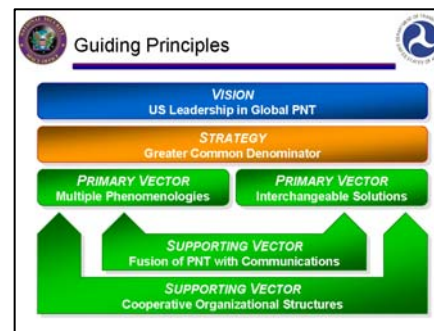 Guiding Principles
VISION
US Leadership in Global PNT
STRATEGY
Greater Common Denominator
PRIMARY VECTOR
Multiple Phenomenologies
PRIMARY VECTOR
Interchangeable Solutions
SUPPORTING VECTOR
Fusion of PNT with Communications
SUPPORTING VECTOR
Cooperative Organizational Structures